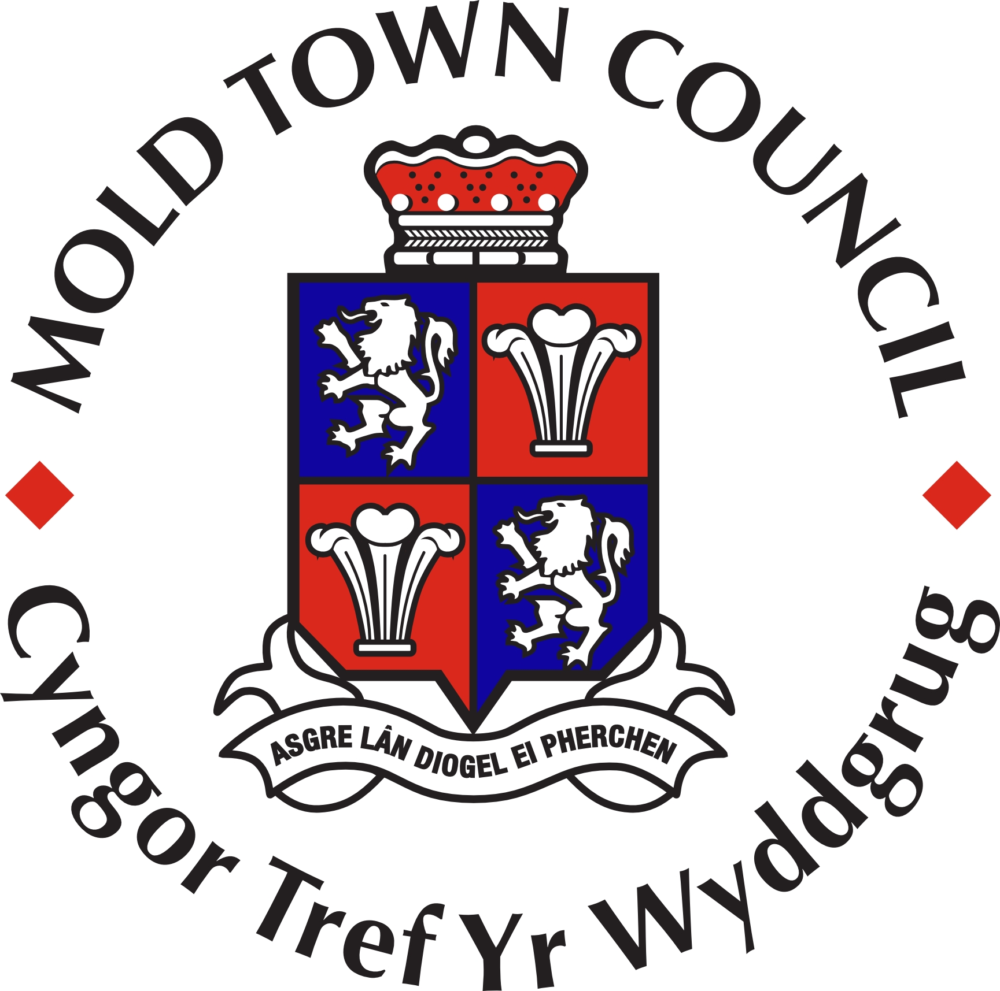 MOLD TOWN COUNCIL
ASGRE LÂN DIOGEL EI PHERCHEN
Cyngor Tref Yr Wyddgrug